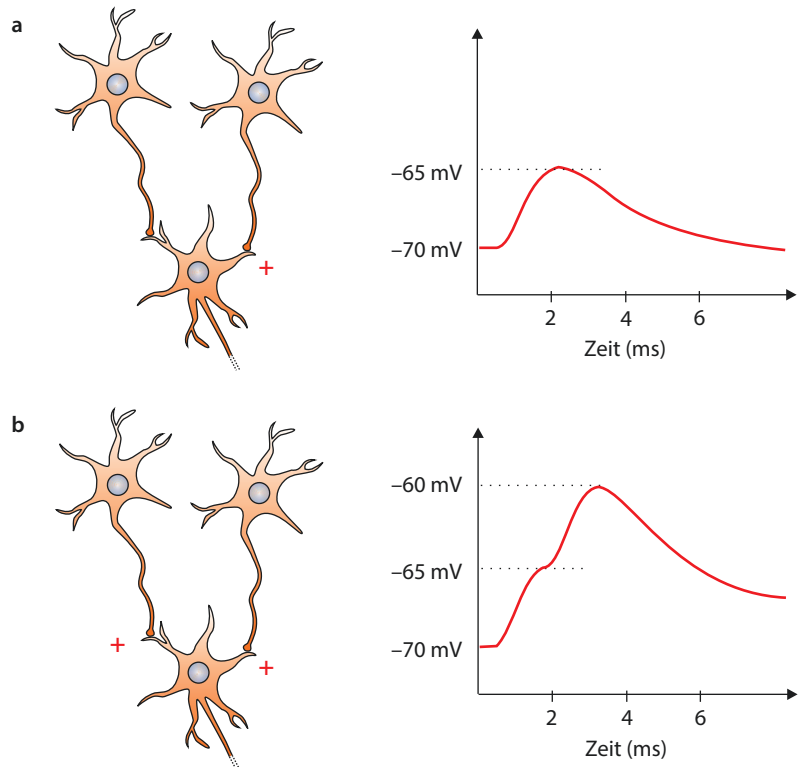 a
+
–65 mV
–70 mV
2 4 6
Zeit (ms)
b
+ +
–60 mV
–65 mV
–70 mV
2 4 6
Zeit (ms)